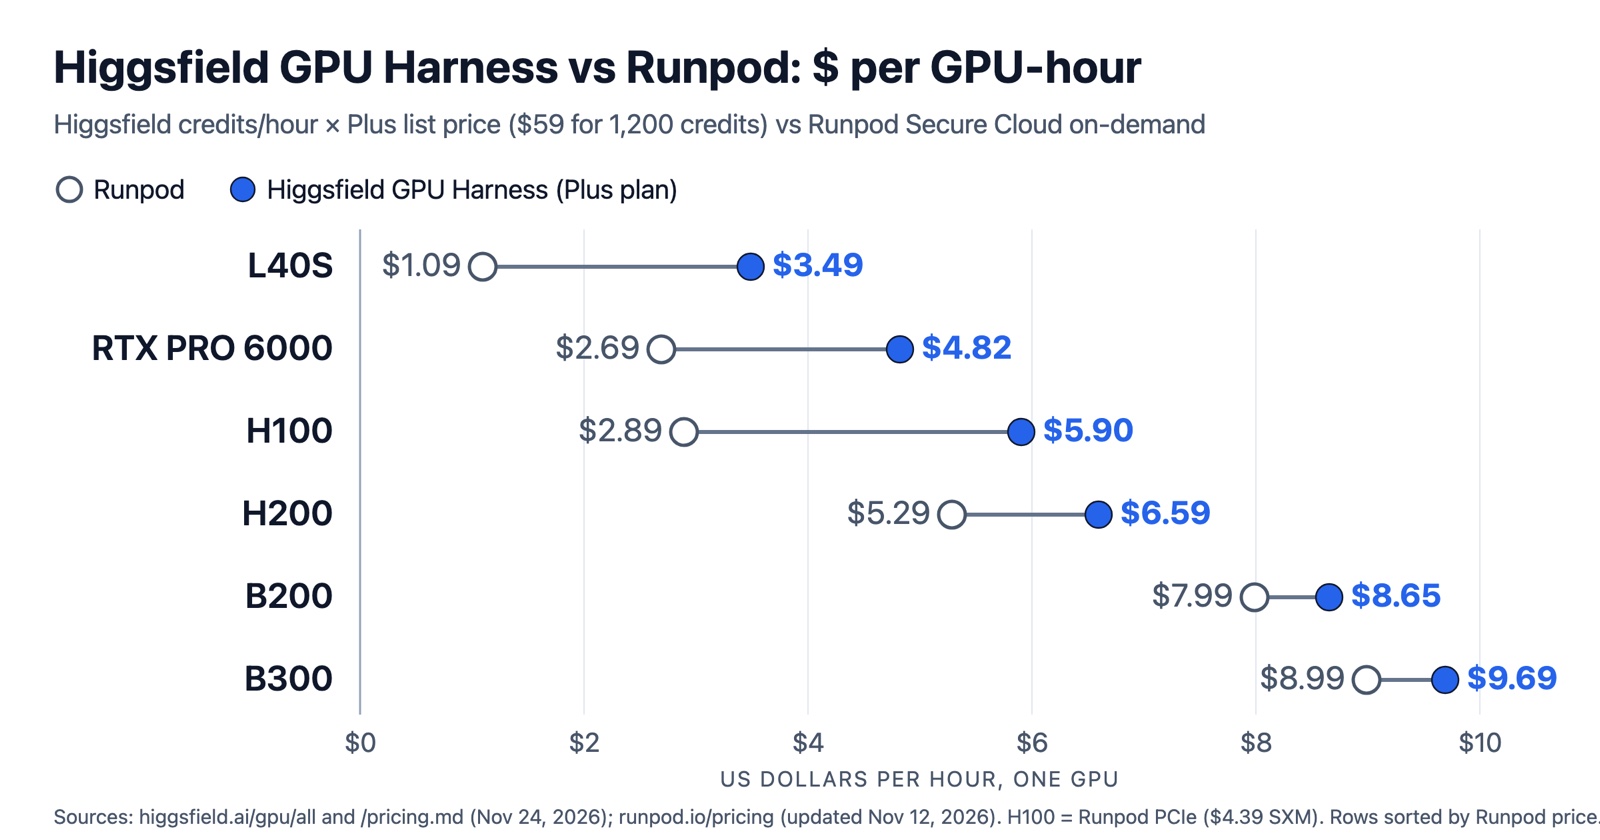 Higgsfield GPU Harness vs Runpod: $ per GPU-hour
Higgsfield credits/hour × Plus list price ($59 for 1,200 credits) vs Runpod Secure Cloud on-demand
Runpod Higgsfield GPU Harness (Plus plan)
L40S $1.09 $3.49
RTX PRO 6000 $2.69 $4.82
H100 $2.89 $5.90
H200 $5.29 $6.59
B200 $7.99 $8.65
B300 $8.99 $9.69
$0 $2 $4 $6 $8 $10
US DOLLARS PER HOUR, ONE GPU
Sources: higgsfield.ai/gpu/all and /pricing.md (Nov 24, 2026); runpod.io/pricing (updated Nov 12, 2026). H100 = Runpod PCIe ($4.39 SXM). Rows sorted by Runpod price.